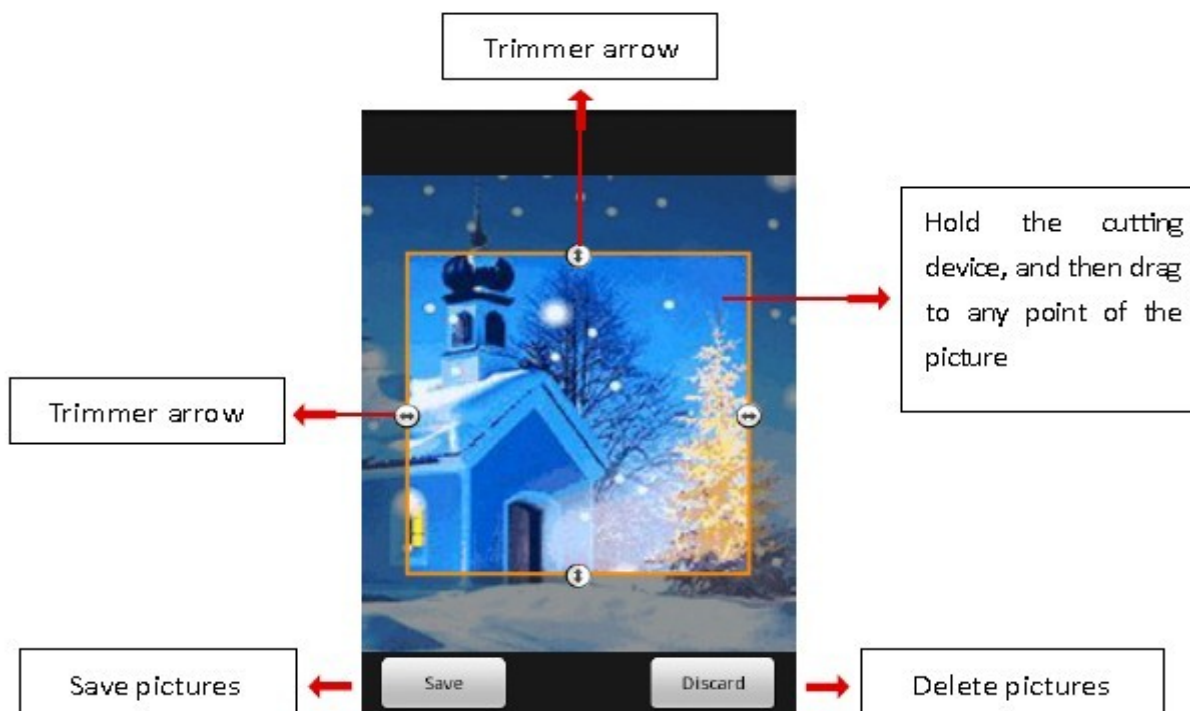 Trimmer arrow
Hold the cutting
device, and then drag
to any point of the
picture
Trimmer arrow
Save pictures
Save
Discard
Delete pictures